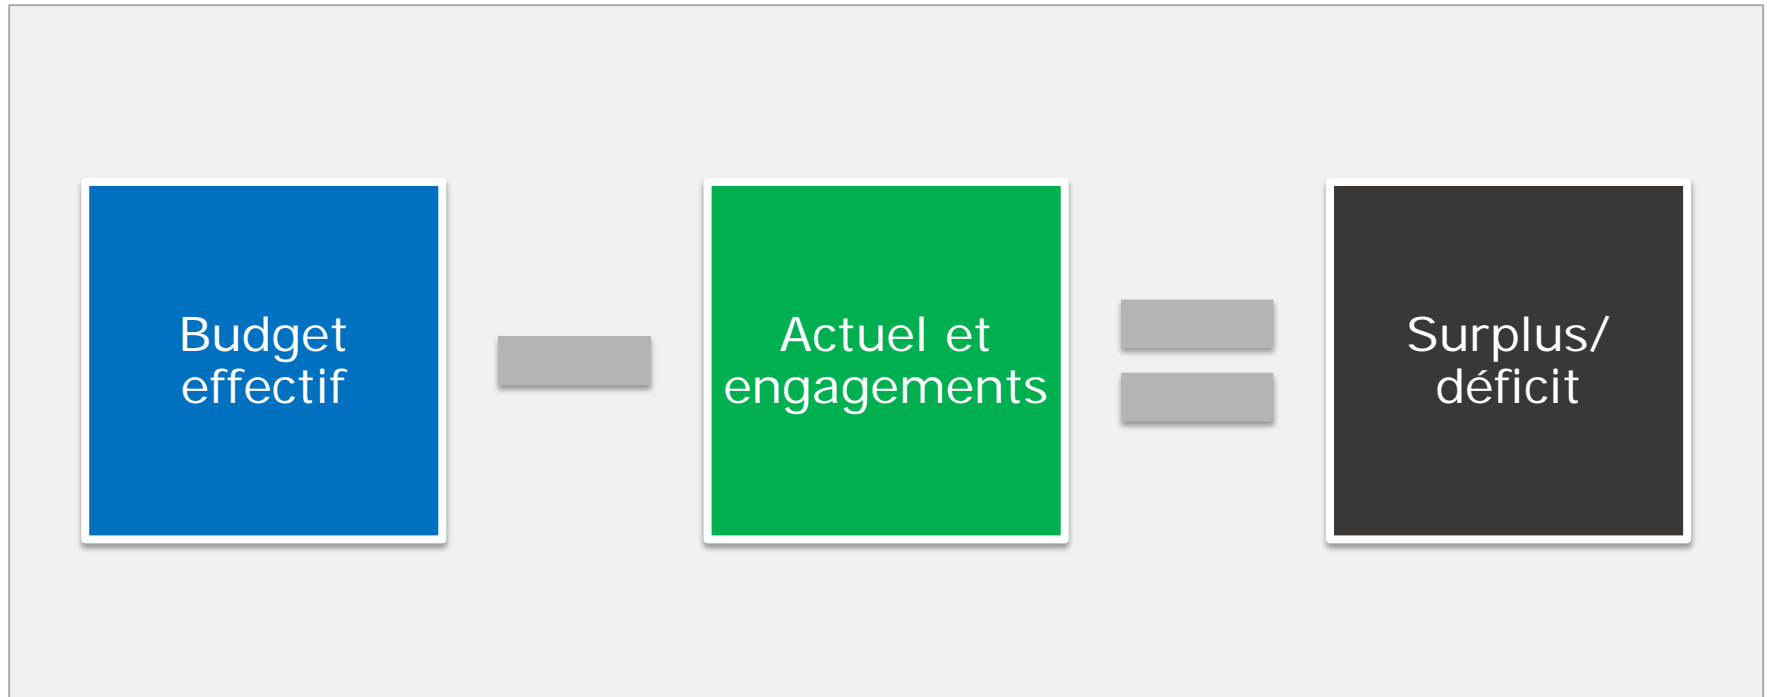 Budget
effectif
Actuel et
engagements
Surplus/
déficit